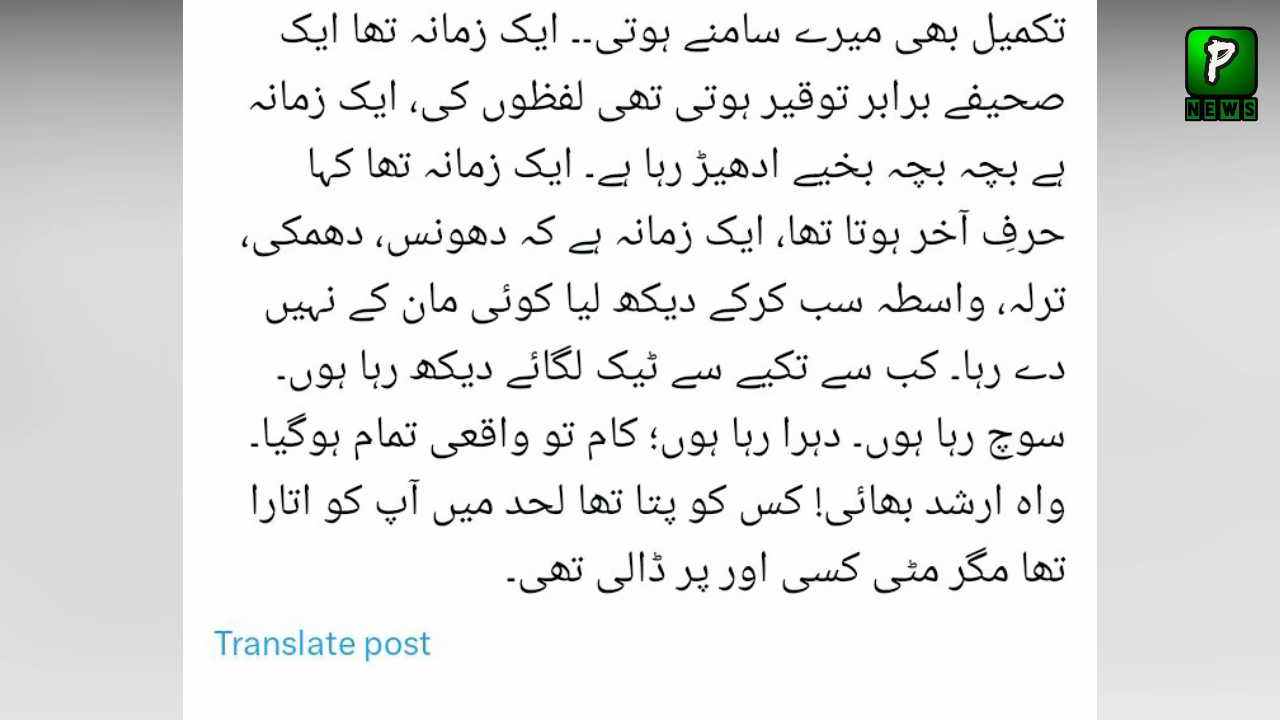 تکمیل بھی میرے سامنے ہوتی۔۔ ایک زمانہ تھا ایک
صحیفے برابر توقیر ہوتی تھی لفظوں کی، ایک زمانہ
ہے بچہ بچہ بخیے ادھیڑ رہا ہے۔ ایک زمانہ تھا کہا
حرفِ آخر ہوتا تھا، ایک زمانہ ہے کہ دھونس، دھمکی،
ترلہ، واسطہ سب کرکے دیکھ لیا کوئی مان کے نہیں
دے رہا۔ کب سے تکیے سے ٹیک لگائے دیکھ رہا ہوں۔
سوچ رہا ہوں۔ دہرا رہا ہوں؛ کام تو واقعی تمام ہوگیا۔
واہ ارشد بھائی! کس کو پتا تھا لحد میں آپ کو اتارا
تھا مگر مٹی کسی اور پر ڈالی تھی۔
Translate post
P
NEWS